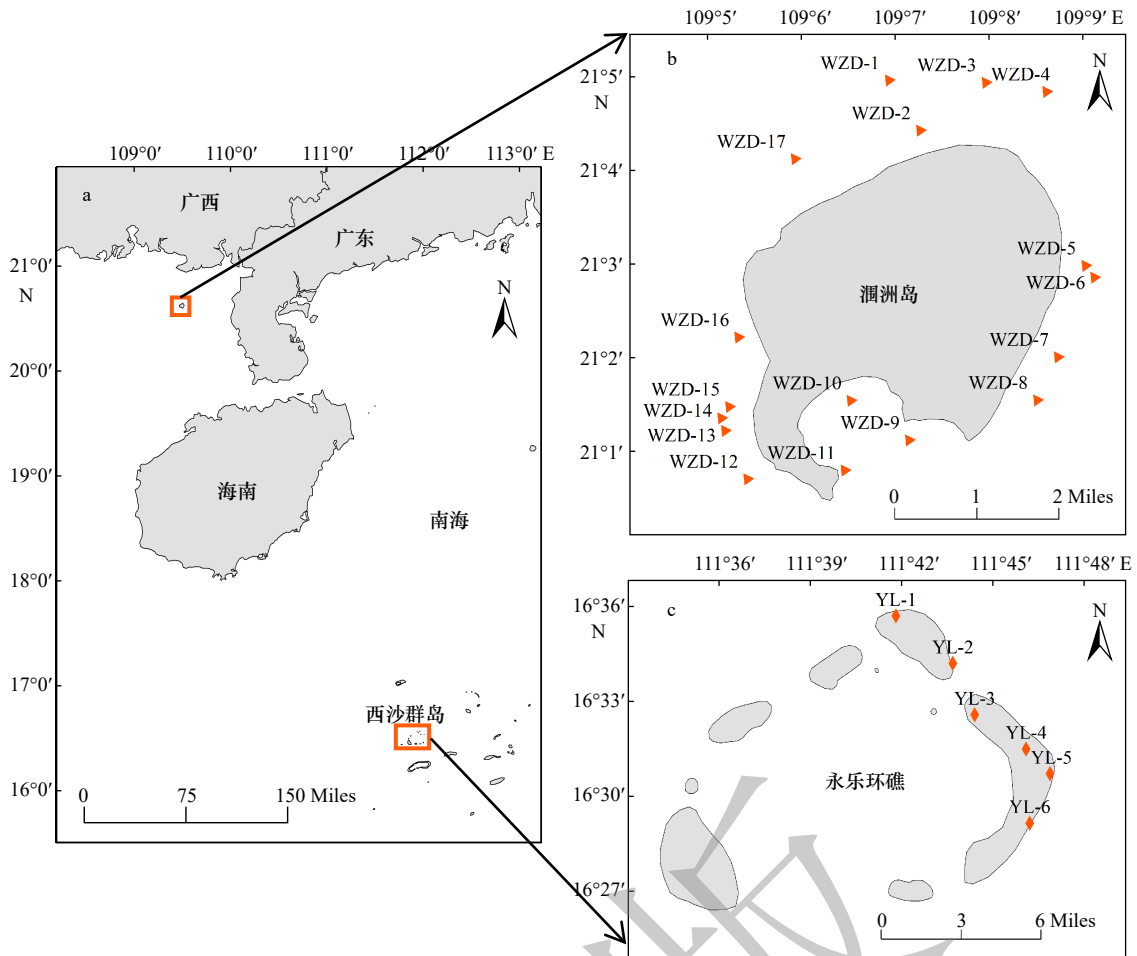 109°0′ 110°0′ 111°0′ 112°0′ 113°0′ E
a
广西
广东
21°0′
N
N
20°0′
19°0′
海南
南海
18°0′
17°0′
西沙群岛
16°0′
0 75 150 Miles
109°5′ 109°6′ 109°7′ 109°8′ 109°9′ E
b
N
WZD-1 WZD-3 WZD-4
21°5′
N
WZD-2
WZD-17
21°4′
WZD-5
21°3′
WZD-6
涠洲岛
WZD-16
WZD-7
21°2′
WZD-10 WZD-8
WZD-15
WZD-14
WZD-9
WZD-13
21°1′
WZD-12 WZD-11
0 1 2 Miles
111°36′ 111°39′ 111°42′ 111°45′ 111°48′ E
16°36′
N
c
YL-1
N
YL-2
16°33′
YL-3
YL-4
YL-5
永乐环礁
16°30′
YL-6
16°27′
0 3 6 Miles